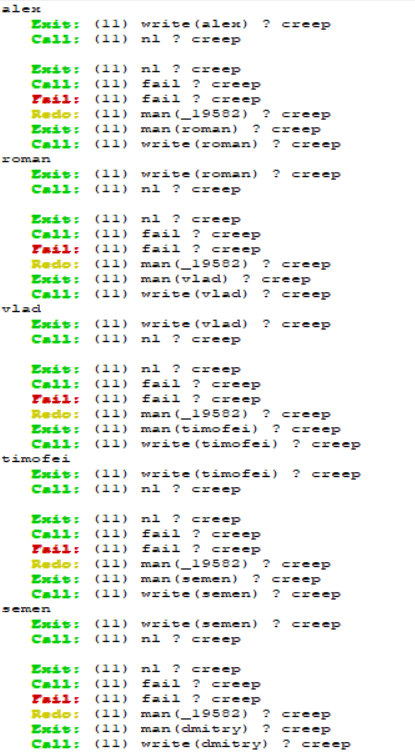 alex
Exit: (11) write(alex) ? creep
Call: (11) nl ? creep
Exit: (11) nl ? creep
Call: (11) fail ? creep
Fail: (11) fail ? creep
Redo: (11) man(_19582) ? creep
Exit: (11) man(roman) ? creep
Call: (11) write(roman) ? creep
roman
Exit: (11) write(roman) ? creep
Call: (11) nl ? creep
Exit: (11) nl ? creep
Call: (11) fail ? creep
Fail: (11) fail ? creep
Redo: (11) man(_19582) ? creep
Exit: (11) man(vlad) ? creep
Call: (11) write(vlad) ? creep
vlad
Exit: (11) write(vlad) ? creep
Call: (11) nl ? creep
Exit: (11) nl ? creep
Call: (11) fail ? creep
Fail: (11) fail ? creep
Redo: (11) man(_19582) ? creep
Exit: (11) man(timofei) ? creep
Call: (11) write(timofei) ? creep
timofei
Exit: (11) write(timofei) ? creep
Call: (11) nl ? creep
Exit: (11) nl ? creep
Call: (11) fail ? creep
Fail: (11) fail ? creep
Redo: (11) man(_19582) ? creep
Exit: (11) man(semen) ? creep
Call: (11) write(semen) ? creep
semen
Exit: (11) write(semen) ? creep
Call: (11) nl ? creep
Exit: (11) nl ? creep
Call: (11) fail ? creep
Fail: (11) fail ? creep
Redo: (11) man(_19582) ? creep
Exit: (11) man(dmitry) ? creep
Call: (11) write(dmitry) ? creep